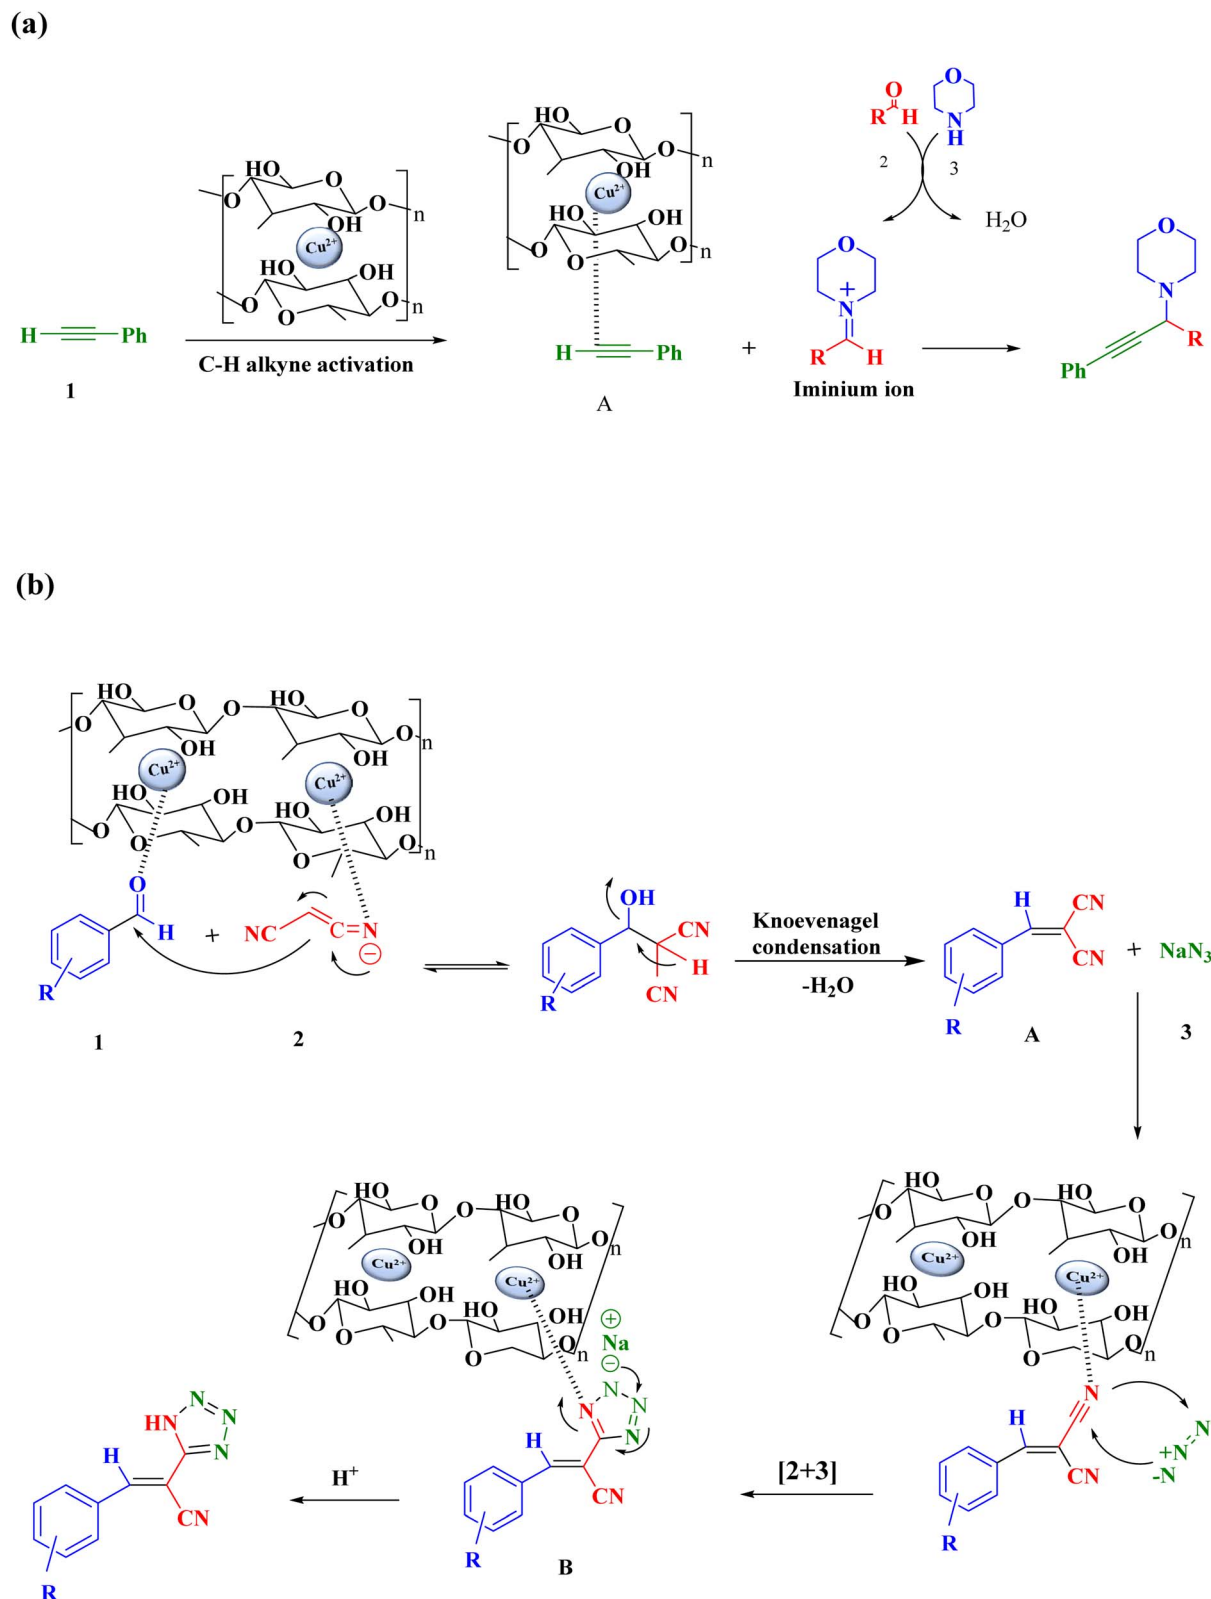 (a)
O
R H
O
N
H
2 3
H₂O
HO O O n
O OH
Cu²⁺
HO OH
O O n
O
HO O O n
O OH
Cu²⁺
HO OH
O O n
O
H Ph
1
C-H alkyne activation
H Ph
A
+
O
+
N
R H
Iminium ion
O
N
R
Ph
(b)
HO O O HO O O n
O OH OH
Cu²⁺ Cu²⁺
HO OH HO OH
O O O O O n
O
H
R
1
+
NC C N
−
2
OH
CN
H
CN
R
Knoevenagel
condensation
-H₂O
H CN
CN
R
A
+
NaN₃
3
HO O O HO O O n
O OH OH
Cu²⁺ Cu²⁺
HO OH HO OH
O O O O O n
+
Na
−
N N
N N
H
CN
R
B
HO O O HO O O n
O OH OH
Cu²⁺ Cu²⁺
HO OH HO OH
O O O O O n
N
H
CN
R
N
+
N
-N
[2+3]
H⁺
N
HN N
N
H
CN
R